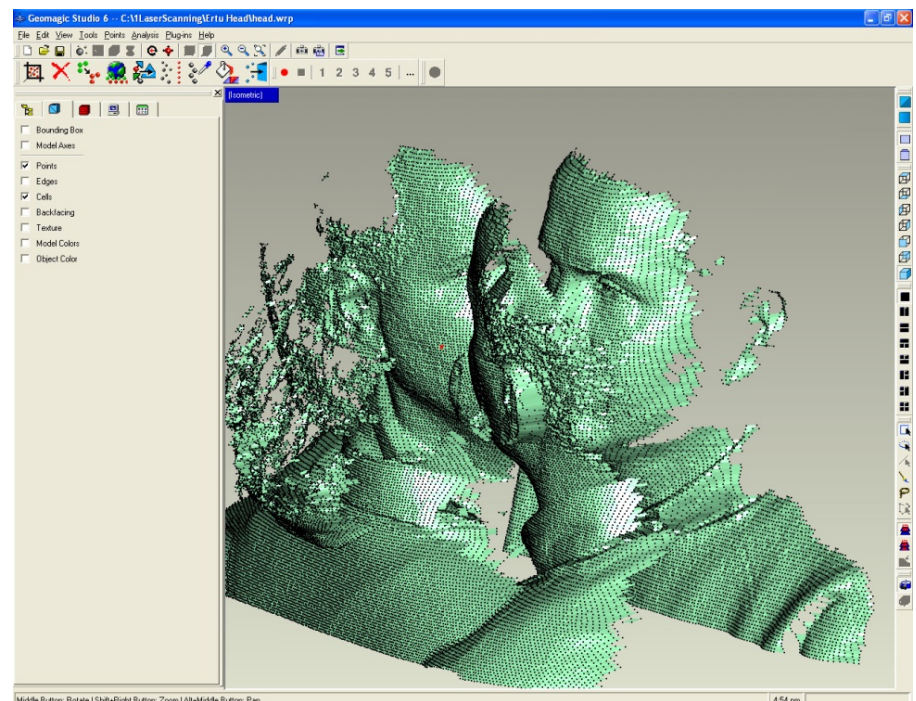 Geomagic Studio 6 -- C:\1LaserScanning\Ertu Head\head.wrp
File Edit View Tools Points Analysis Plug-ins Help
1 2 3 4 5 ...
(Isometric)
Bounding Box
Model Axes
Points
Edges
Cells
Backfacing
Texture
Model Colors
Object Color
Middle Button: Rotate | Shift+Right Button: Zoom | Alt+Middle Button: Pan
4:54 pm